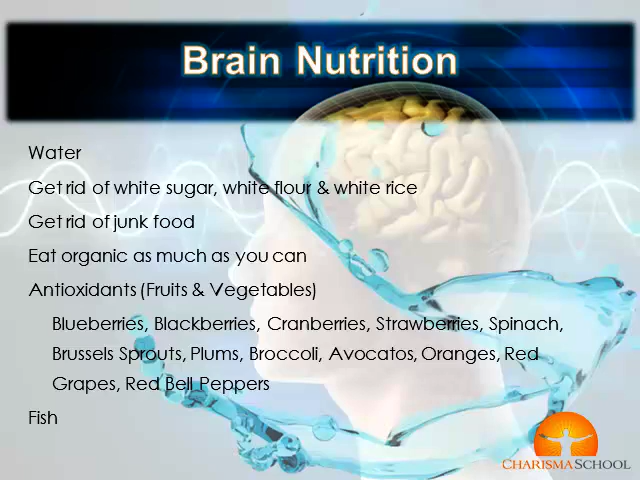 Brain Nutrition
Water
Get rid of white sugar, white flour & white rice
Get rid of junk food
Eat organic as much as you can
Antioxidants (Fruits & Vegetables)
Blueberries, Blackberries, Cranberries, Strawberries, Spinach,
Brussels Sprouts, Plums, Broccoli, Avocatos, Oranges, Red
Grapes, Red Bell Peppers
Fish
CHARISMA SCHOOL